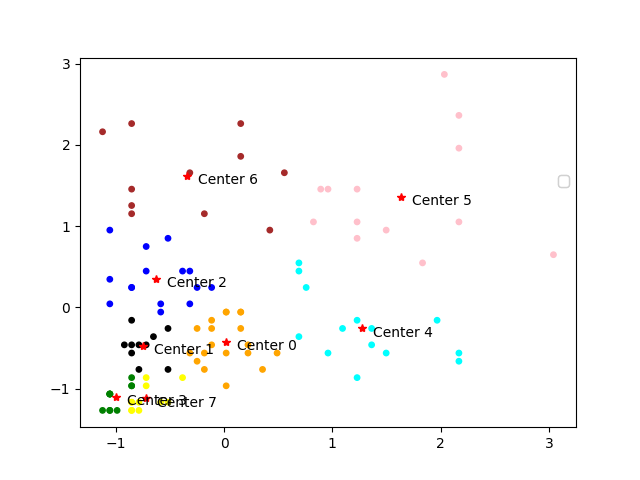 3
2
Center 6
Center 5
1
Center 2
0
Center 4
Center 0
Center 1
−1
Center 3
Center 7
−1 0 1 2 3